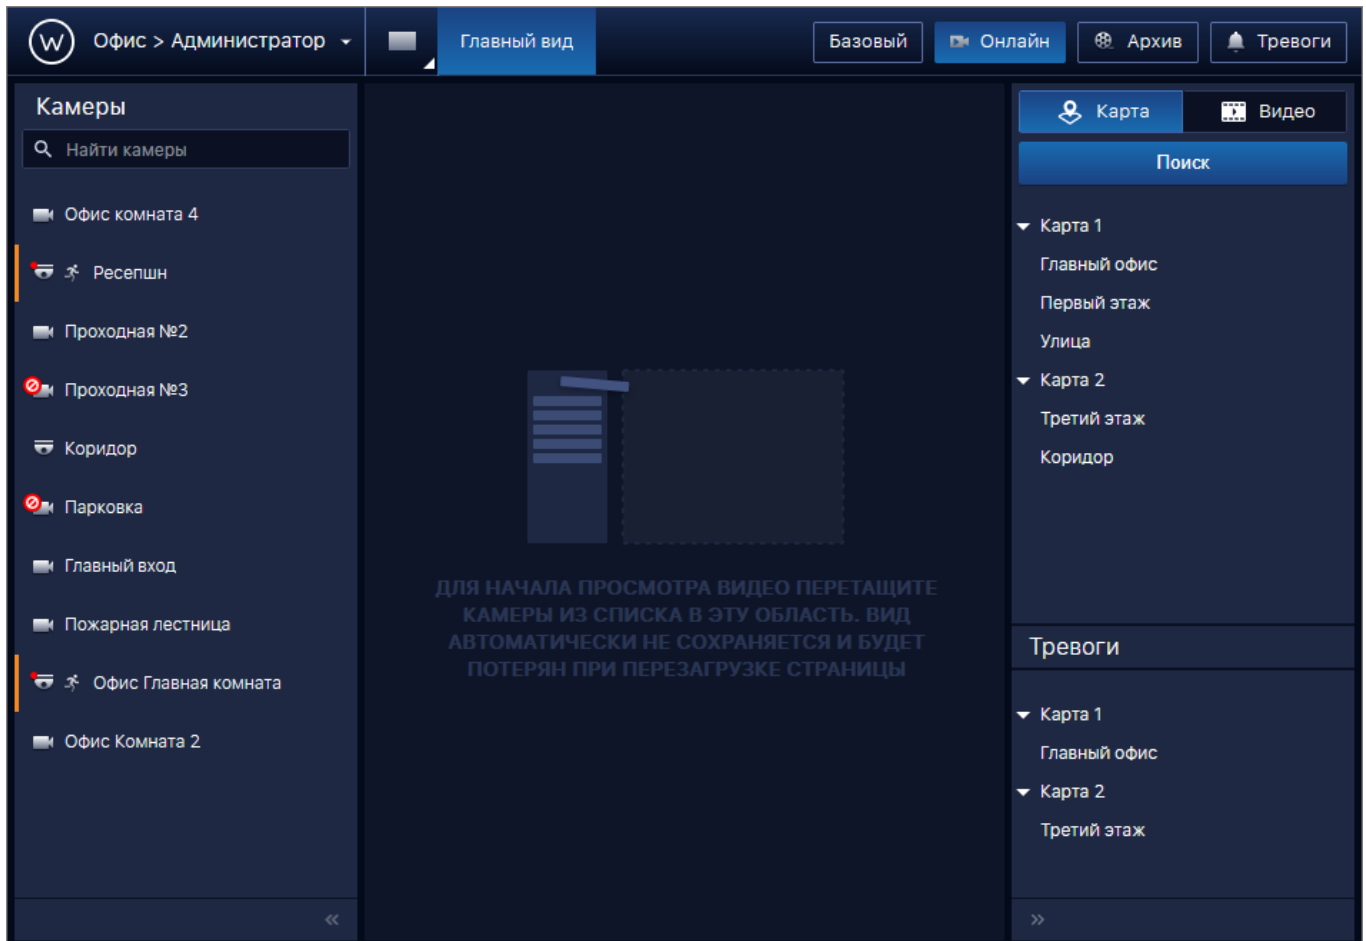 W
Офис > Администратор
Главный вид
Базовый
Онлайн
Архив
Тревоги
Камеры
Найти камеры
Офис комната 4
Ресепшн
Проходная №2
Проходная №3
Коридор
Парковка
Главный вход
Пожарная лестница
Офис Главная комната
Офис Комната 2
ДЛЯ НАЧАЛА ПРОСМОТРА ВИДЕО ПЕРЕТАЩИТЕ
КАМЕРЫ ИЗ СПИСКА В ЭТУ ОБЛАСТЬ. ВИД
АВТОМАТИЧЕСКИ НЕ СОХРАНЯЕТСЯ И БУДЕТ
ПОТЕРЯН ПРИ ПЕРЕЗАГРУЗКЕ СТРАНИЦЫ
Карта
Видео
Поиск
Карта 1
Главный офис
Первый этаж
Улица
Карта 2
Третий этаж
Коридор
Тревоги
Карта 1
Главный офис
Карта 2
Третий этаж